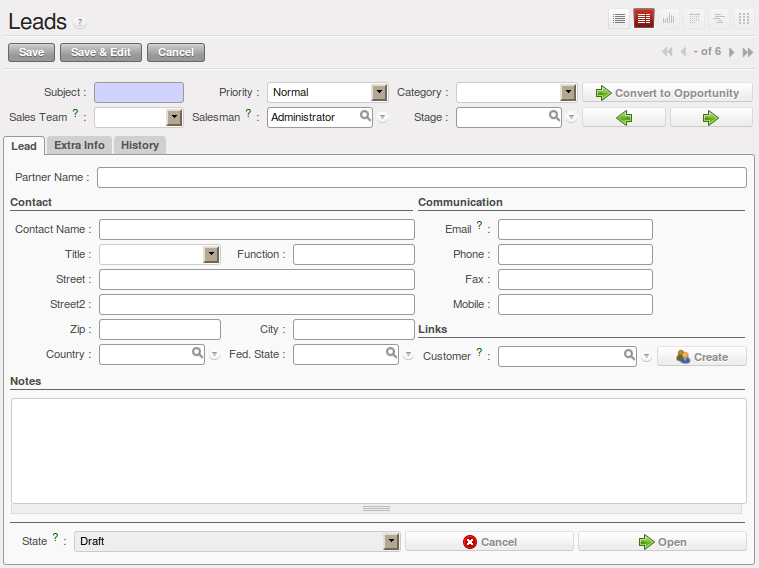 Leads ?
Save Save & Edit Cancel - of 6
Subject : Priority : Normal Category : Convert to Opportunity
Sales Team ? : Salesman ? : Administrator Stage :
Lead Extra Info History
Partner Name :
Contact Communication
Contact Name : Email ? :
Title : Function : Phone :
Street : Fax :
Street2 : Mobile :
Zip : City : Links
Country : Fed. State : Customer ? : Create
Notes
State ? : Draft Cancel Open